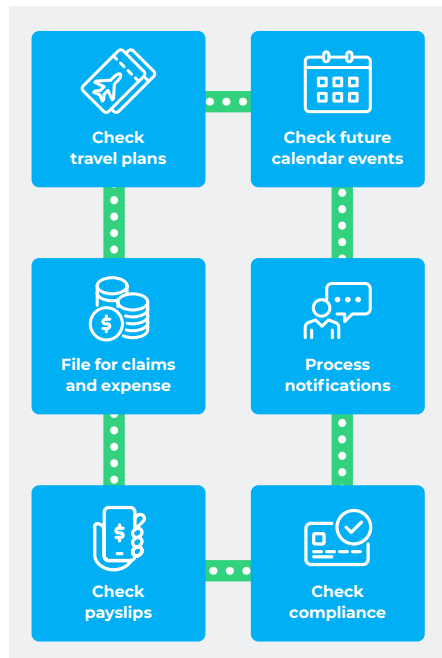 Check
travel plans
Check future
calendar events
File for claims
and expense
Process
notifications
Check
payslips
Check
compliance